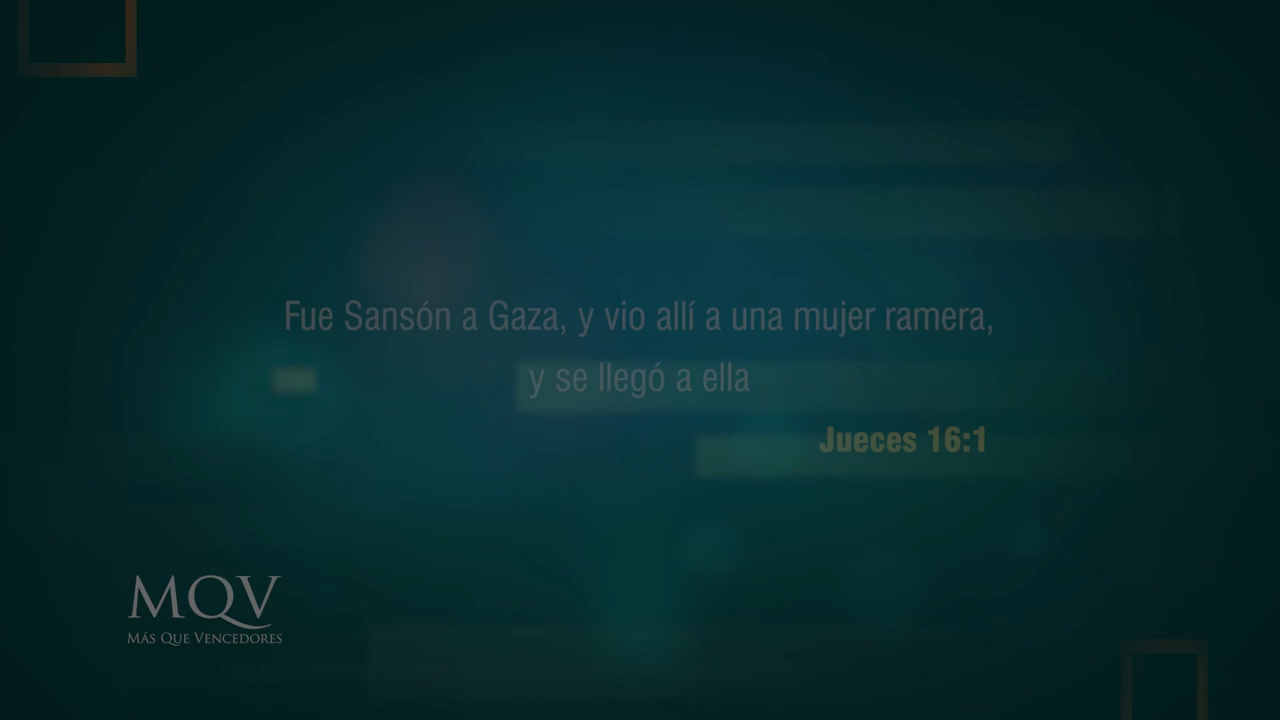 Fue Sansón a Gaza, y vio allí a una mujer ramera,
y se llegó a ella
Jueces 16:1
MQV
MÁS QUE VENCEDORES